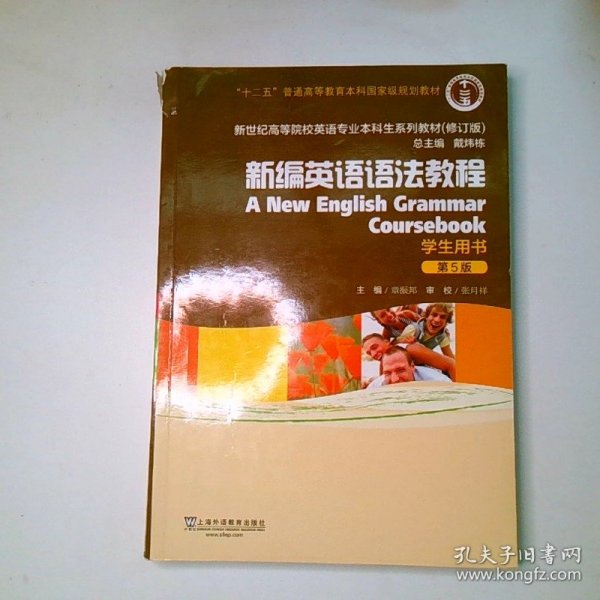 “十二五”普通高等教育本科国家级规划教材
新世纪高等院校英语专业本科生系列教材(修订版)
总主编 戴炜栋
新编英语语法教程
A New English Grammar
Coursebook
学生用书
第5版
主 编/章振邦 审 校/张月祥
W 上海外语教育出版社
www.sflep.com
孔夫子旧书网
www.kongfz.com